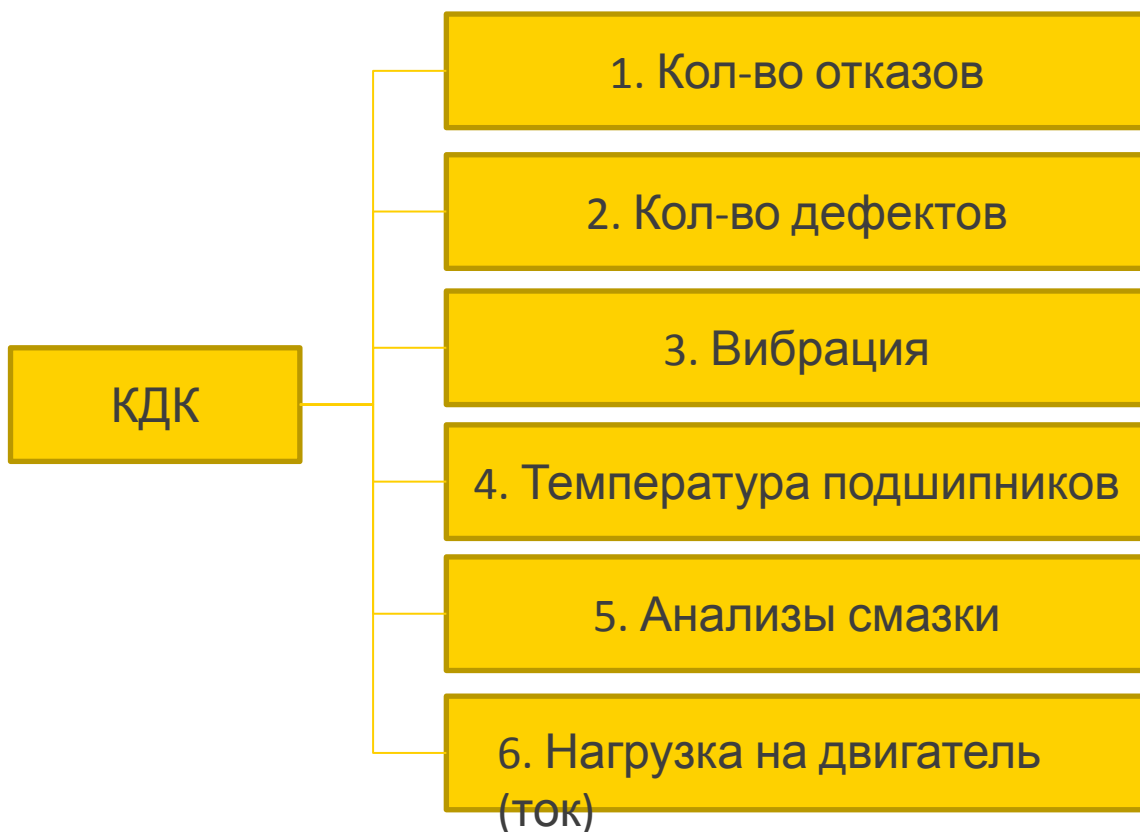 1. Кол-во отказов
2. Кол-во дефектов
3. Вибрация
КДК
4. Температура подшипников
5. Анализы смазки
6. Нагрузка на двигатель
(ток)